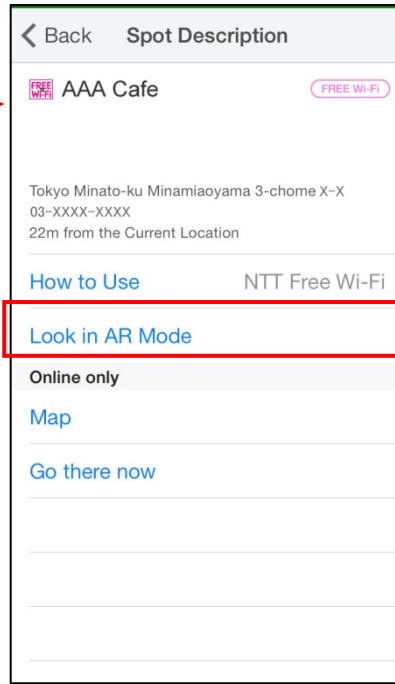 Back Spot Description
FREE Wi-Fi AAA Cafe FREE Wi-Fi
Tokyo Minato-ku Minamiaoyama 3-chome X-X
03-XXXX-XXXX
22m from the Current Location
How to Use NTT Free Wi-Fi
Look in AR Mode
Online only
Map
Go there now